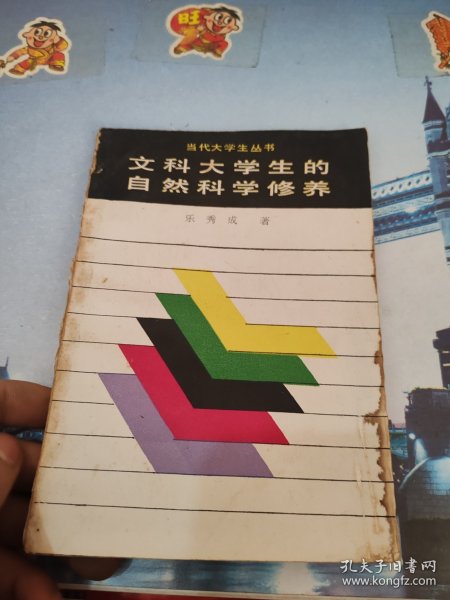 旺
当代大学生丛书
文科大学生的
自然科学修养
乐秀成 著
孔夫子旧书网
www.kongfz.com